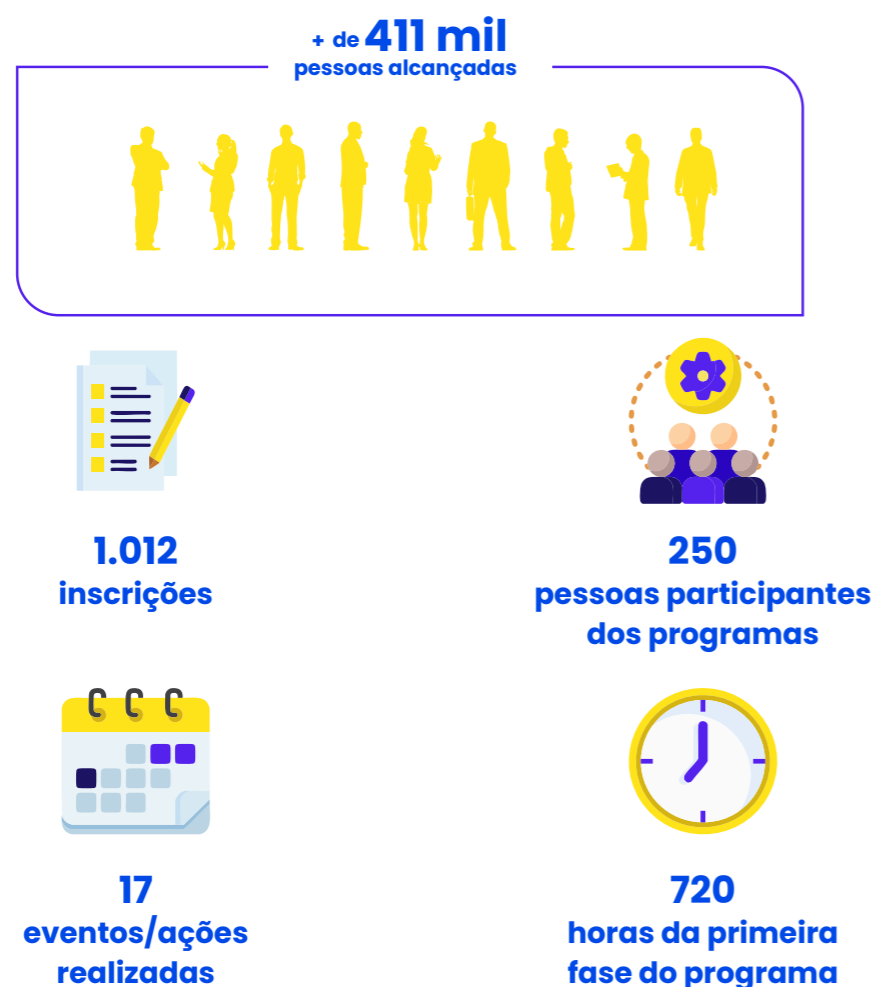 + de 411 mil
pessoas alcançadas
1.012
inscrições
250
pessoas participantes
dos programas
17
eventos/ações
realizadas
720
horas da primeira
fase do programa